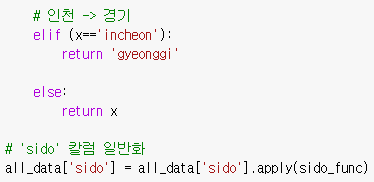 # 인천 -> 경기
elif (x=='incheon'):
return 'gyeonggi'
else:
return x
# 'sido' 칼럼 일반화
all_data['sido'] = all_data['sido'].apply(sido_func)